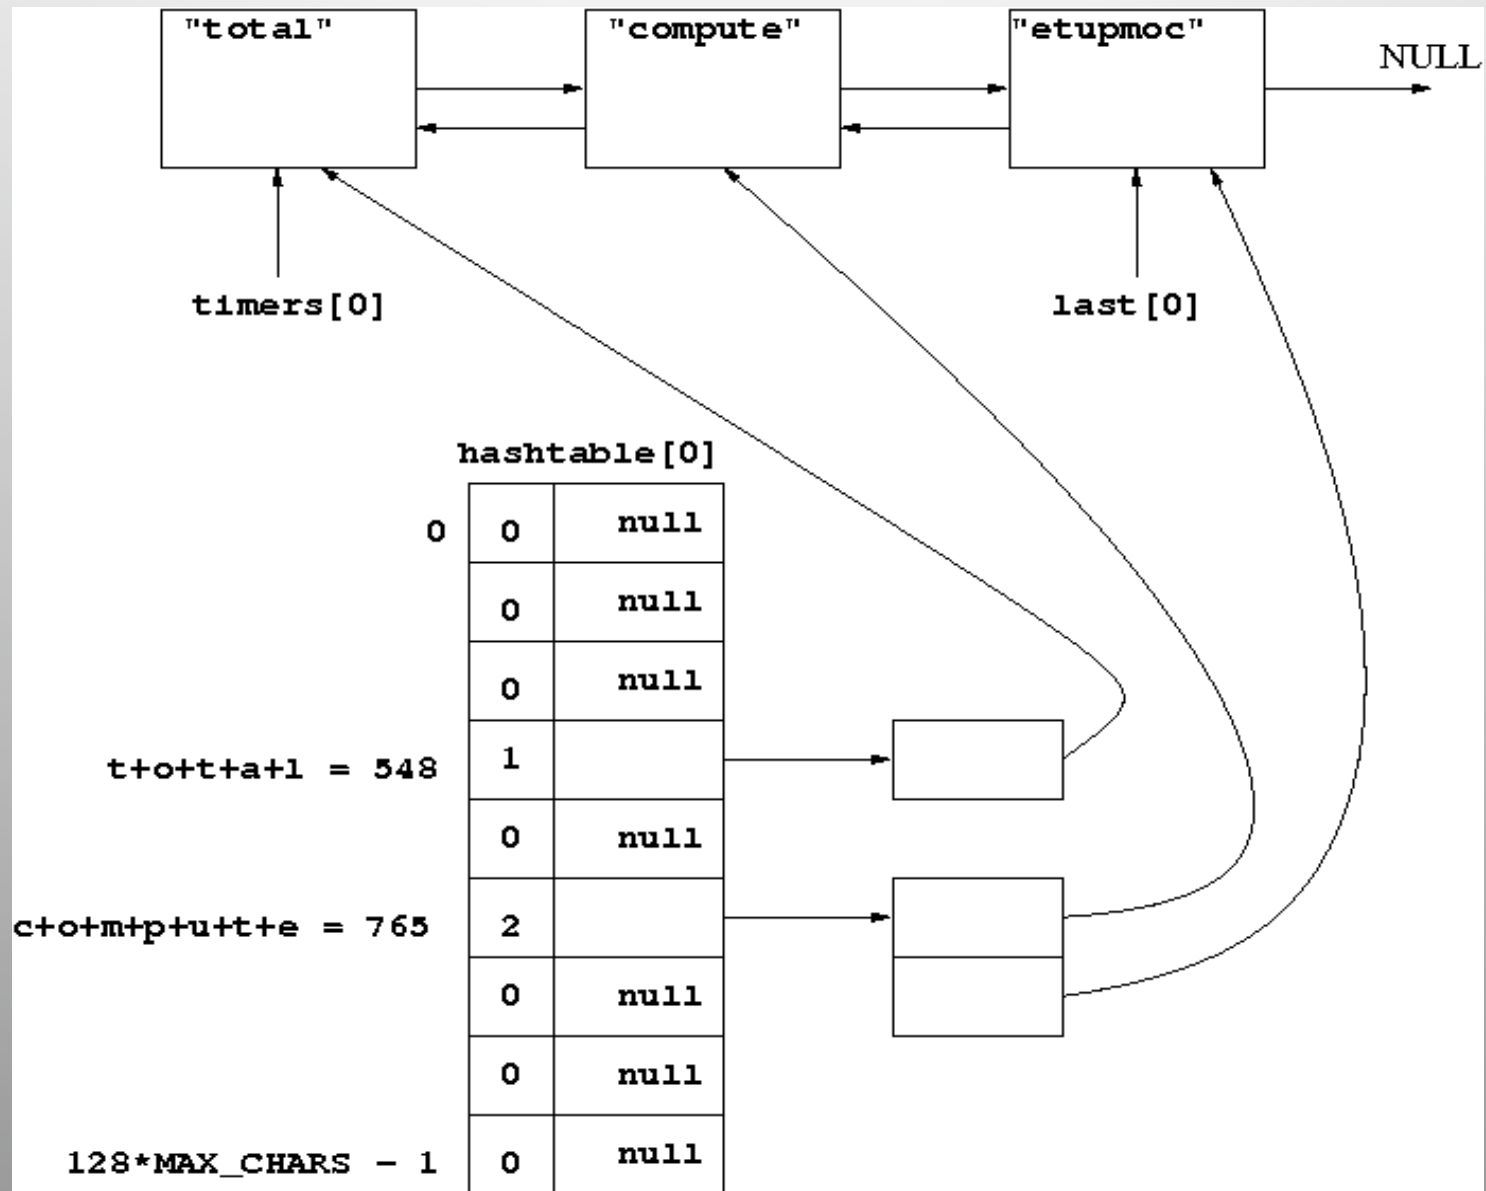 "total"
"compute"
"etupmoc"
NULL
timers[0]
last[0]
hashtable[0]
0 0 null
0 null
0 null
t+o+t+a+l = 548 1
0 null
c+o+m+p+u+t+e = 765 2
0 null
0 null
128*MAX_CHARS - 1 0 null